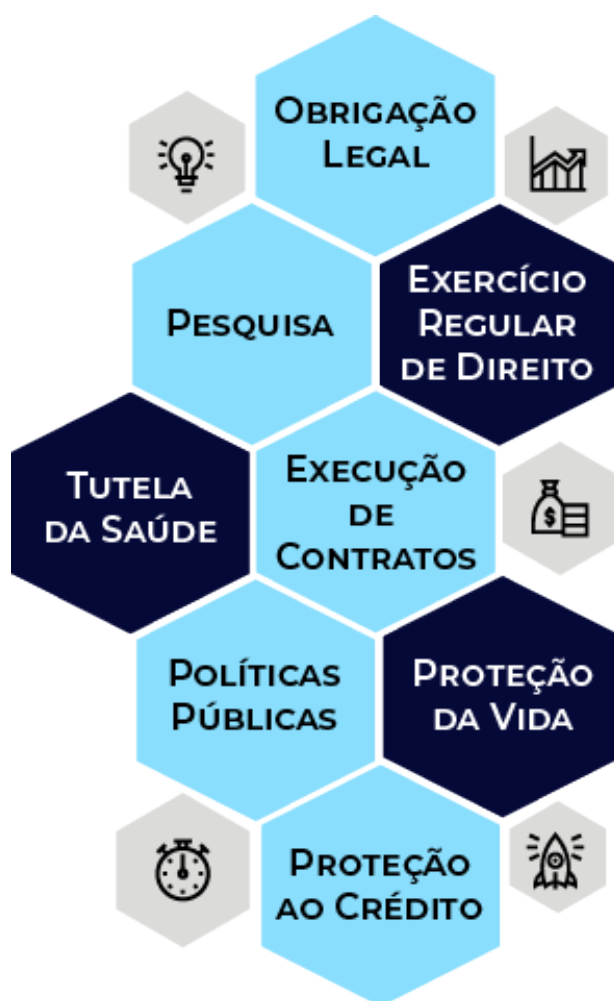 OBRIGAÇÃO
LEGAL
PESQUISA
EXERCÍCIO
REGULAR
DE DIREITO
TUTELA
DA SAÚDE
EXECUÇÃO
DE
CONTRATOS
POLÍTICAS
PÚBLICAS
PROTEÇÃO
DA VIDA
PROTEÇÃO
AO CRÉDITO
$